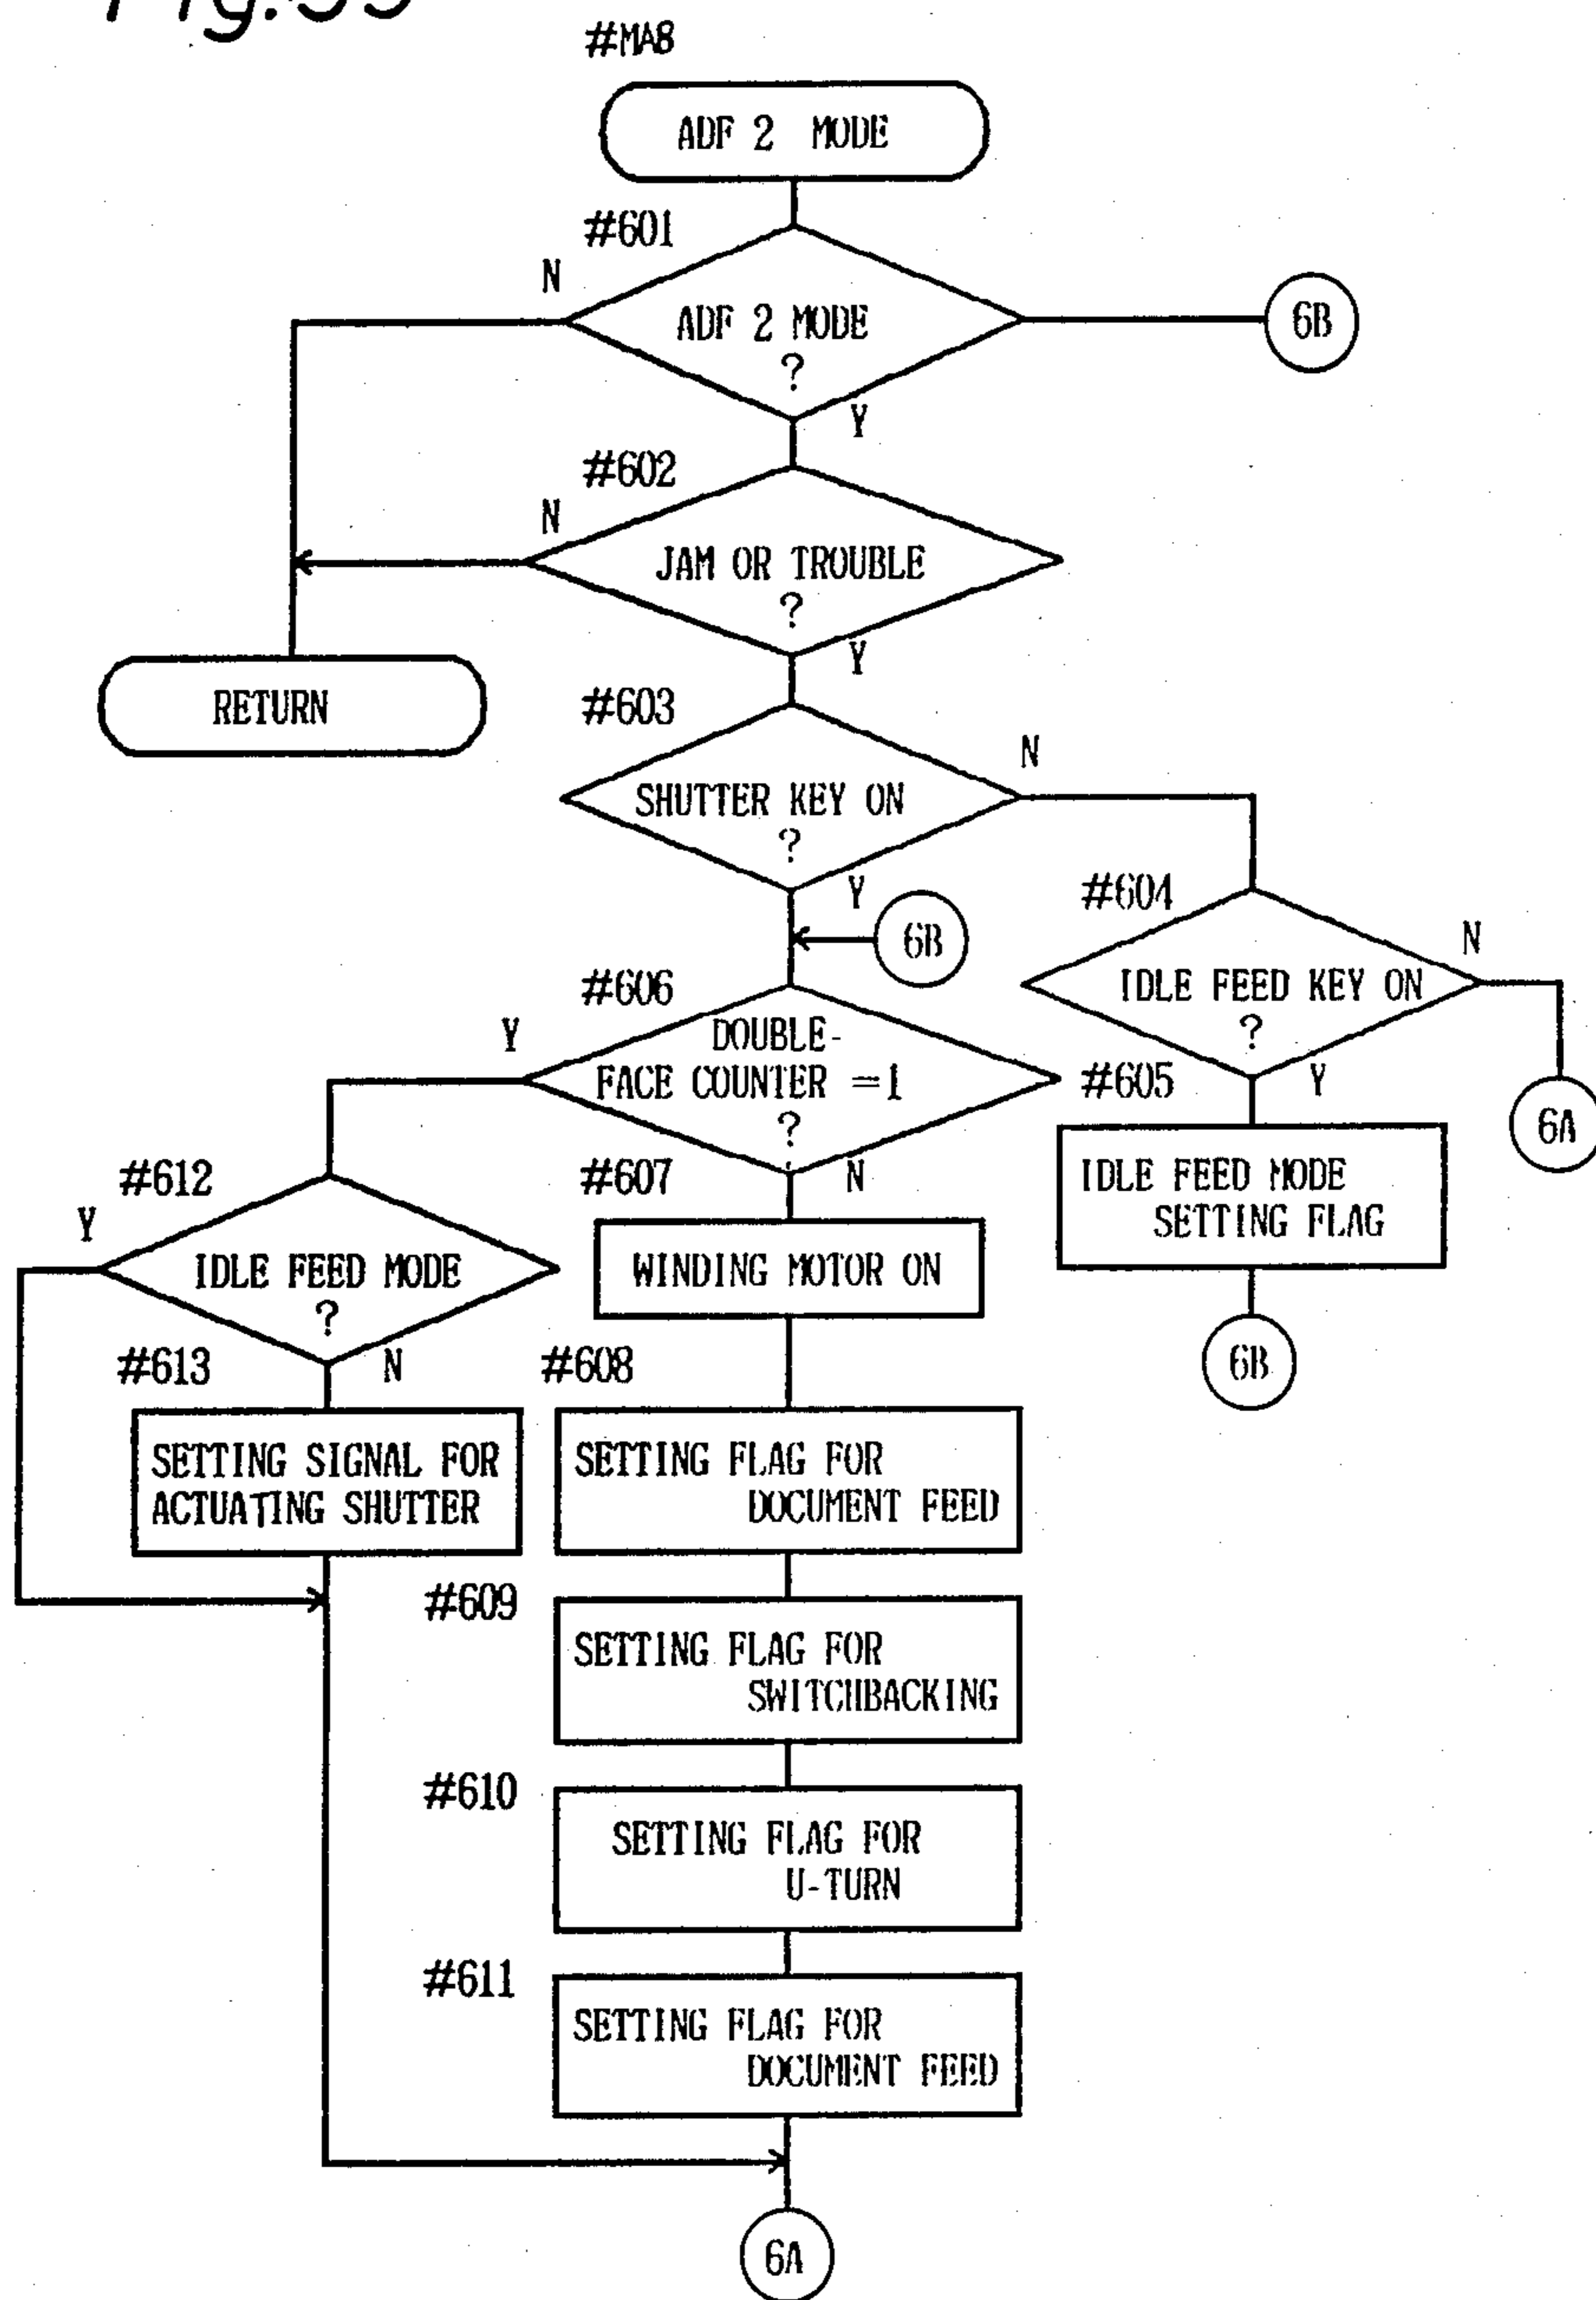 #MA8
ADF 2 MODE
#601
N
ADF 2 MODE
?
6B
Y
#602
N
JAM OR TROUBLE
?
Y
RETURN
#603
N
SHUTTER KEY ON
?
Y
6B
#604
N
IDLE FEED KEY ON
?
#606
Y
DOUBLE-
FACE COUNTER =1
?
N
#605
Y
6A
IDLE FEED MODE
SETTING FLAG
6B
#612
Y
IDLE FEED MODE
?
#607
WINDING MOTOR ON
#613
N
SETTING SIGNAL FOR
ACTUATING SHUTTER
#608
SETTING FLAG FOR
DOCUMENT FEED
#609
SETTING FLAG FOR
SWITCHBACKING
#610
SETTING FLAG FOR
U-TURN
#611
SETTING FLAG FOR
DOCUMENT FEED
6A